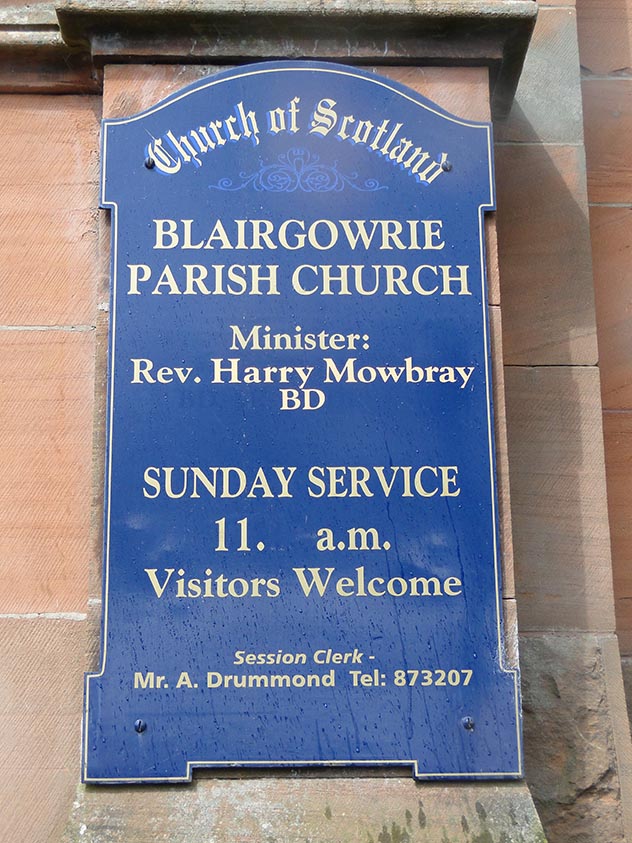 Church of Scotland
BLAIRGOWRIE
PARISH CHURCH
Minister:
Rev. Harry Mowbray
BD
SUNDAY SERVICE
11. a.m.
Visitors Welcome
Session Clerk -
Mr. A. Drummond Tel: 873207